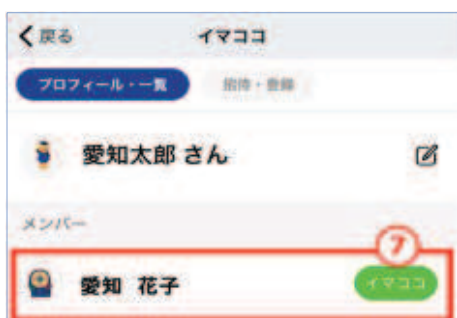 戻る イマココ
プロフィール・一覧 招待・登録
愛知太郎 さん
メンバー
⑦
愛知 花子 イマココ